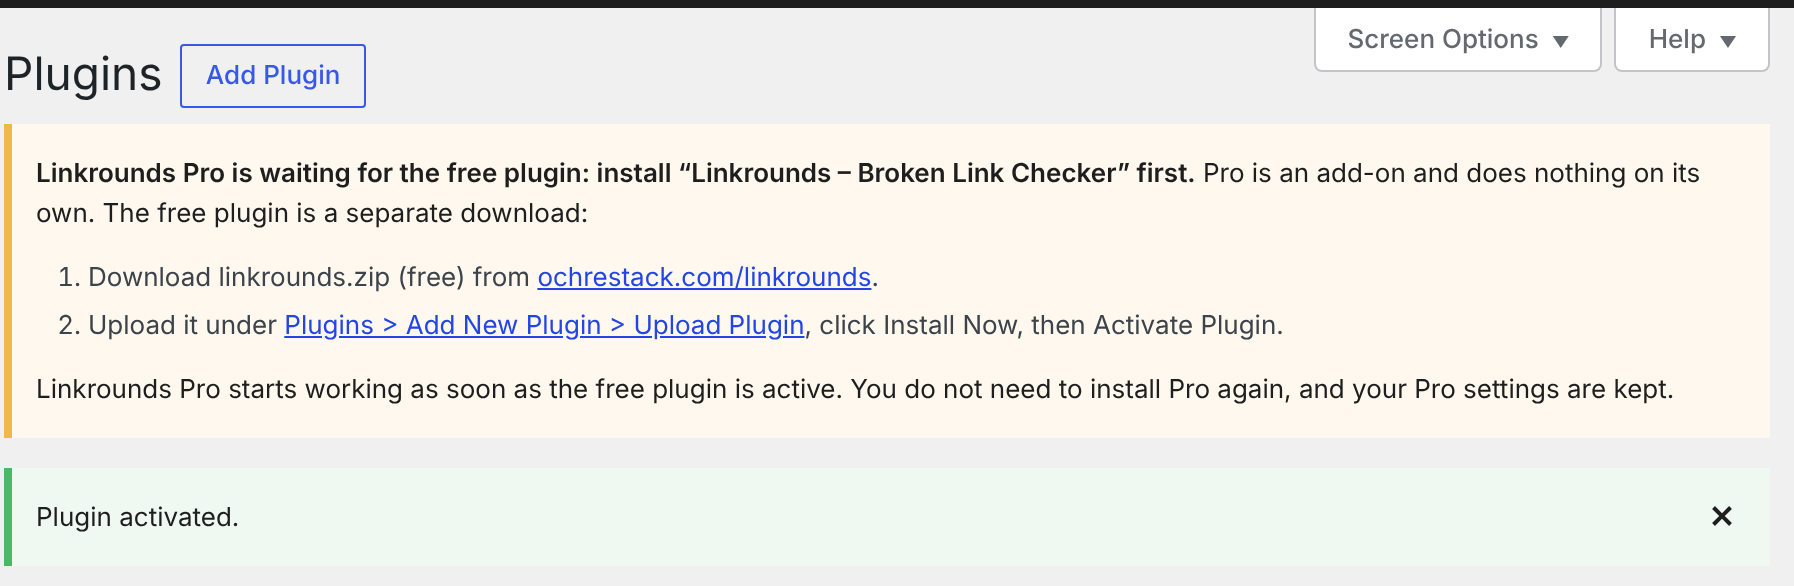 Screen Options ▼
Help ▼
Plugins
Add Plugin
Linkrounds Pro is waiting for the free plugin: install “Linkrounds – Broken Link Checker” first. Pro is an add-on and does nothing on its
own. The free plugin is a separate download:
1. Download linkrounds.zip (free) from ochrestack.com/linkrounds.
2. Upload it under Plugins > Add New Plugin > Upload Plugin, click Install Now, then Activate Plugin.
Linkrounds Pro starts working as soon as the free plugin is active. You do not need to install Pro again, and your Pro settings are kept.
Plugin activated.